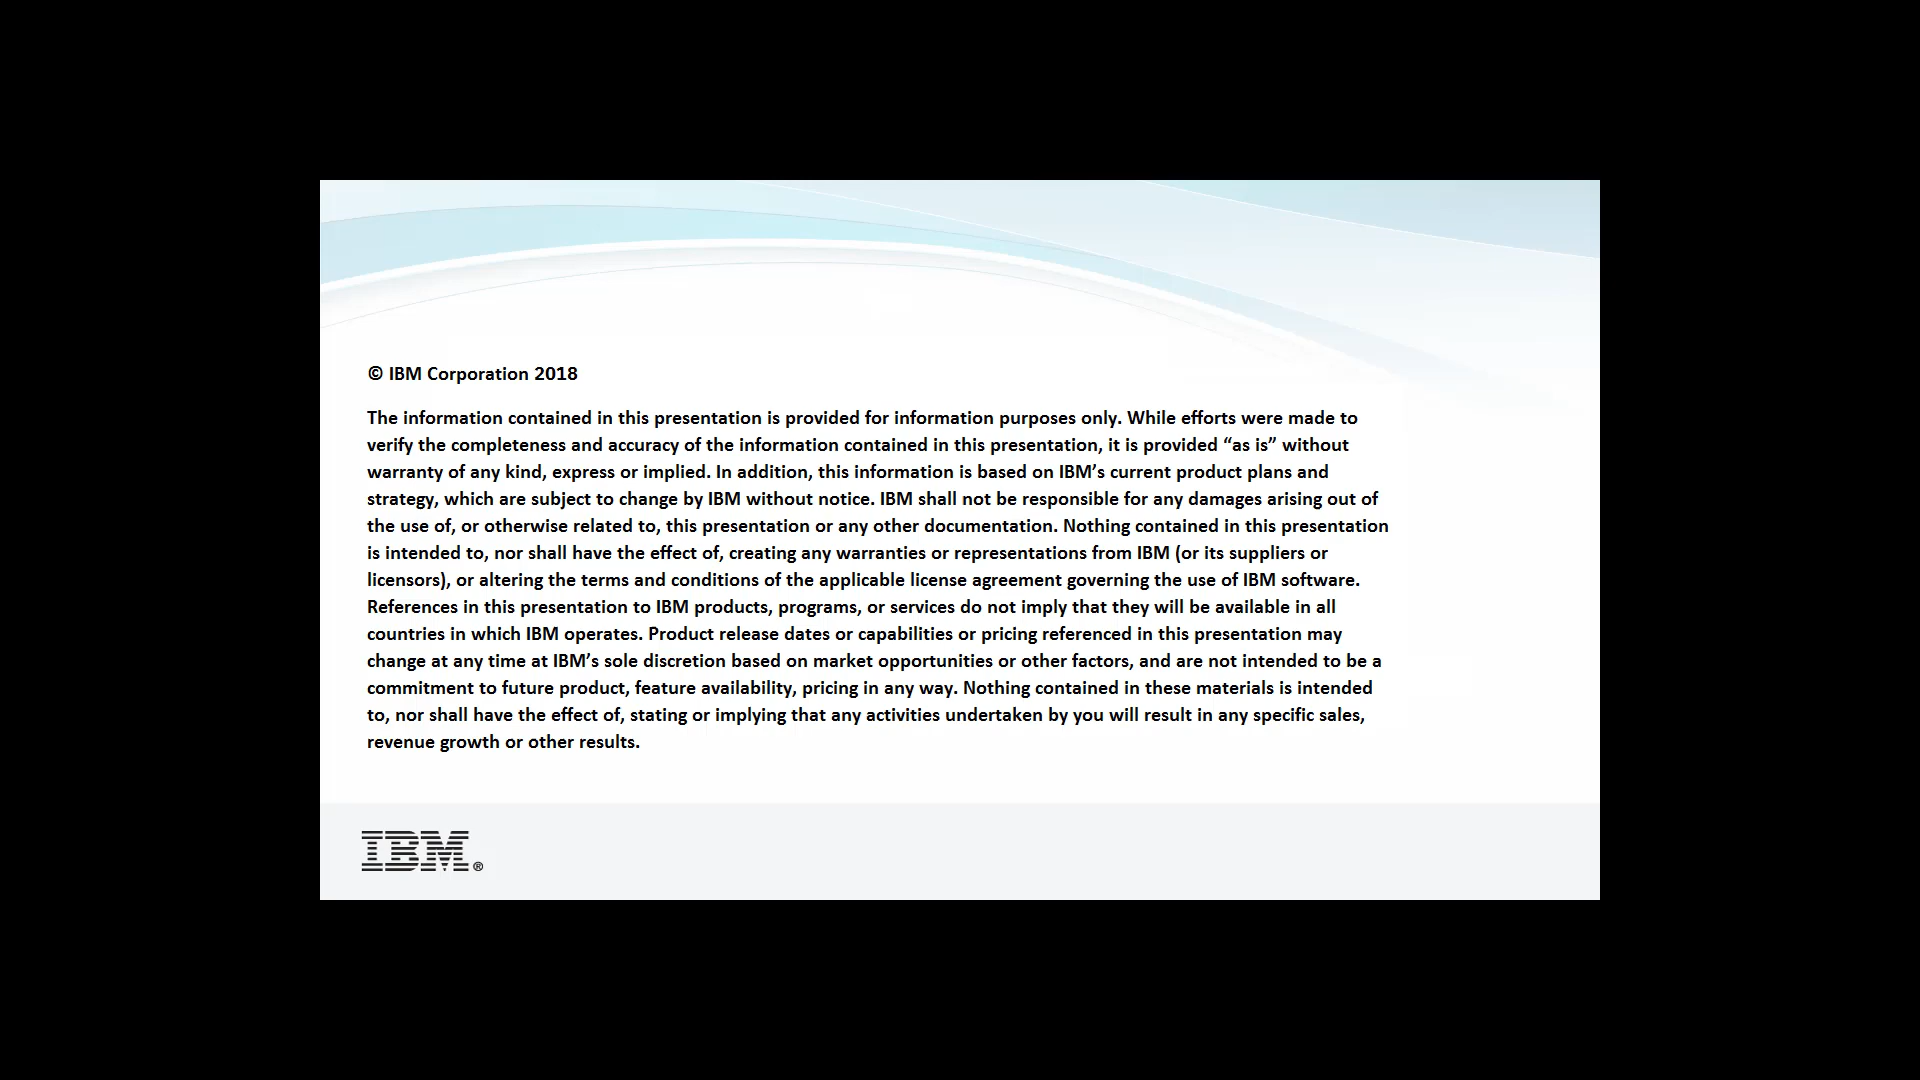 © IBM Corporation 2018
The information contained in this presentation is provided for information purposes only. While efforts were made to
verify the completeness and accuracy of the information contained in this presentation, it is provided “as is” without
warranty of any kind, express or implied. In addition, this information is based on IBM’s current product plans and
strategy, which are subject to change by IBM without notice. IBM shall not be responsible for any damages arising out of
the use of, or otherwise related to, this presentation or any other documentation. Nothing contained in this presentation
is intended to, nor shall have the effect of, creating any warranties or representations from IBM (or its suppliers or
licensors), or altering the terms and conditions of the applicable license agreement governing the use of IBM software.
References in this presentation to IBM products, programs, or services do not imply that they will be available in all
countries in which IBM operates. Product release dates or capabilities or pricing referenced in this presentation may
change at any time at IBM’s sole discretion based on market opportunities or other factors, and are not intended to be a
commitment to future product, feature availability, pricing in any way. Nothing contained in these materials is intended
to, nor shall have the effect of, stating or implying that any activities undertaken by you will result in any specific sales,
revenue growth or other results.
IBM®